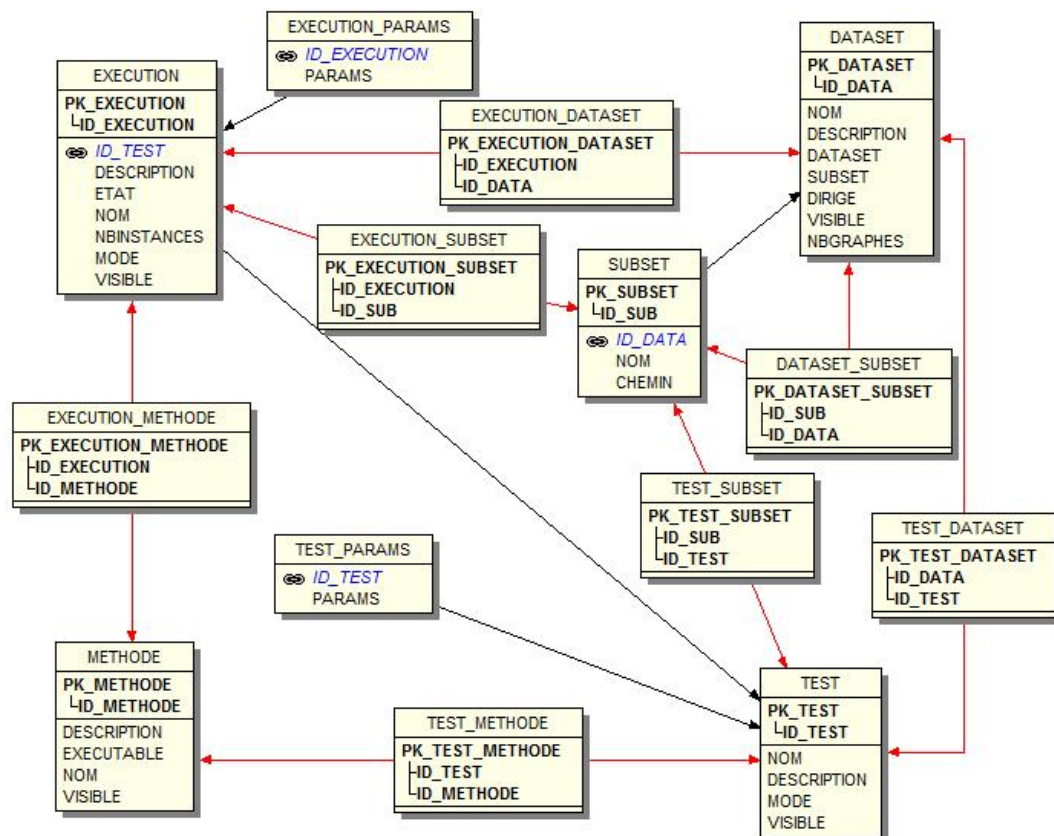 EXECUTION_PARAMS
ID_EXECUTION
PARAMS
DATASET
PK_DATASET
ID_DATA
NOM
DESCRIPTION
DATASET
SUBSET
DIRIGE
VISIBLE
NBGRAPHES
EXECUTION
PK_EXECUTION
ID_EXECUTION
ID_TEST
DESCRIPTION
ETAT
NOM
NBINSTANCES
MODE
VISIBLE
EXECUTION_DATASET
PK_EXECUTION_DATASET
ID_EXECUTION
ID_DATA
EXECUTION_SUBSET
PK_EXECUTION_SUBSET
ID_EXECUTION
ID_SUB
SUBSET
PK_SUBSET
ID_SUB
ID_DATA
NOM
CHEMIN
DATASET_SUBSET
PK_DATASET_SUBSET
ID_SUB
ID_DATA
EXECUTION_METHODE
PK_EXECUTION_METHODE
ID_EXECUTION
ID_METHODE
TEST_SUBSET
PK_TEST_SUBSET
ID_SUB
ID_TEST
TEST_DATASET
PK_TEST_DATASET
ID_DATA
ID_TEST
TEST_PARAMS
ID_TEST
PARAMS
METHODE
PK_METHODE
ID_METHODE
DESCRIPTION
EXECUTABLE
NOM
VISIBLE
TEST_METHODE
PK_TEST_METHODE
ID_TEST
ID_METHODE
TEST
PK_TEST
ID_TEST
NOM
DESCRIPTION
MODE
VISIBLE